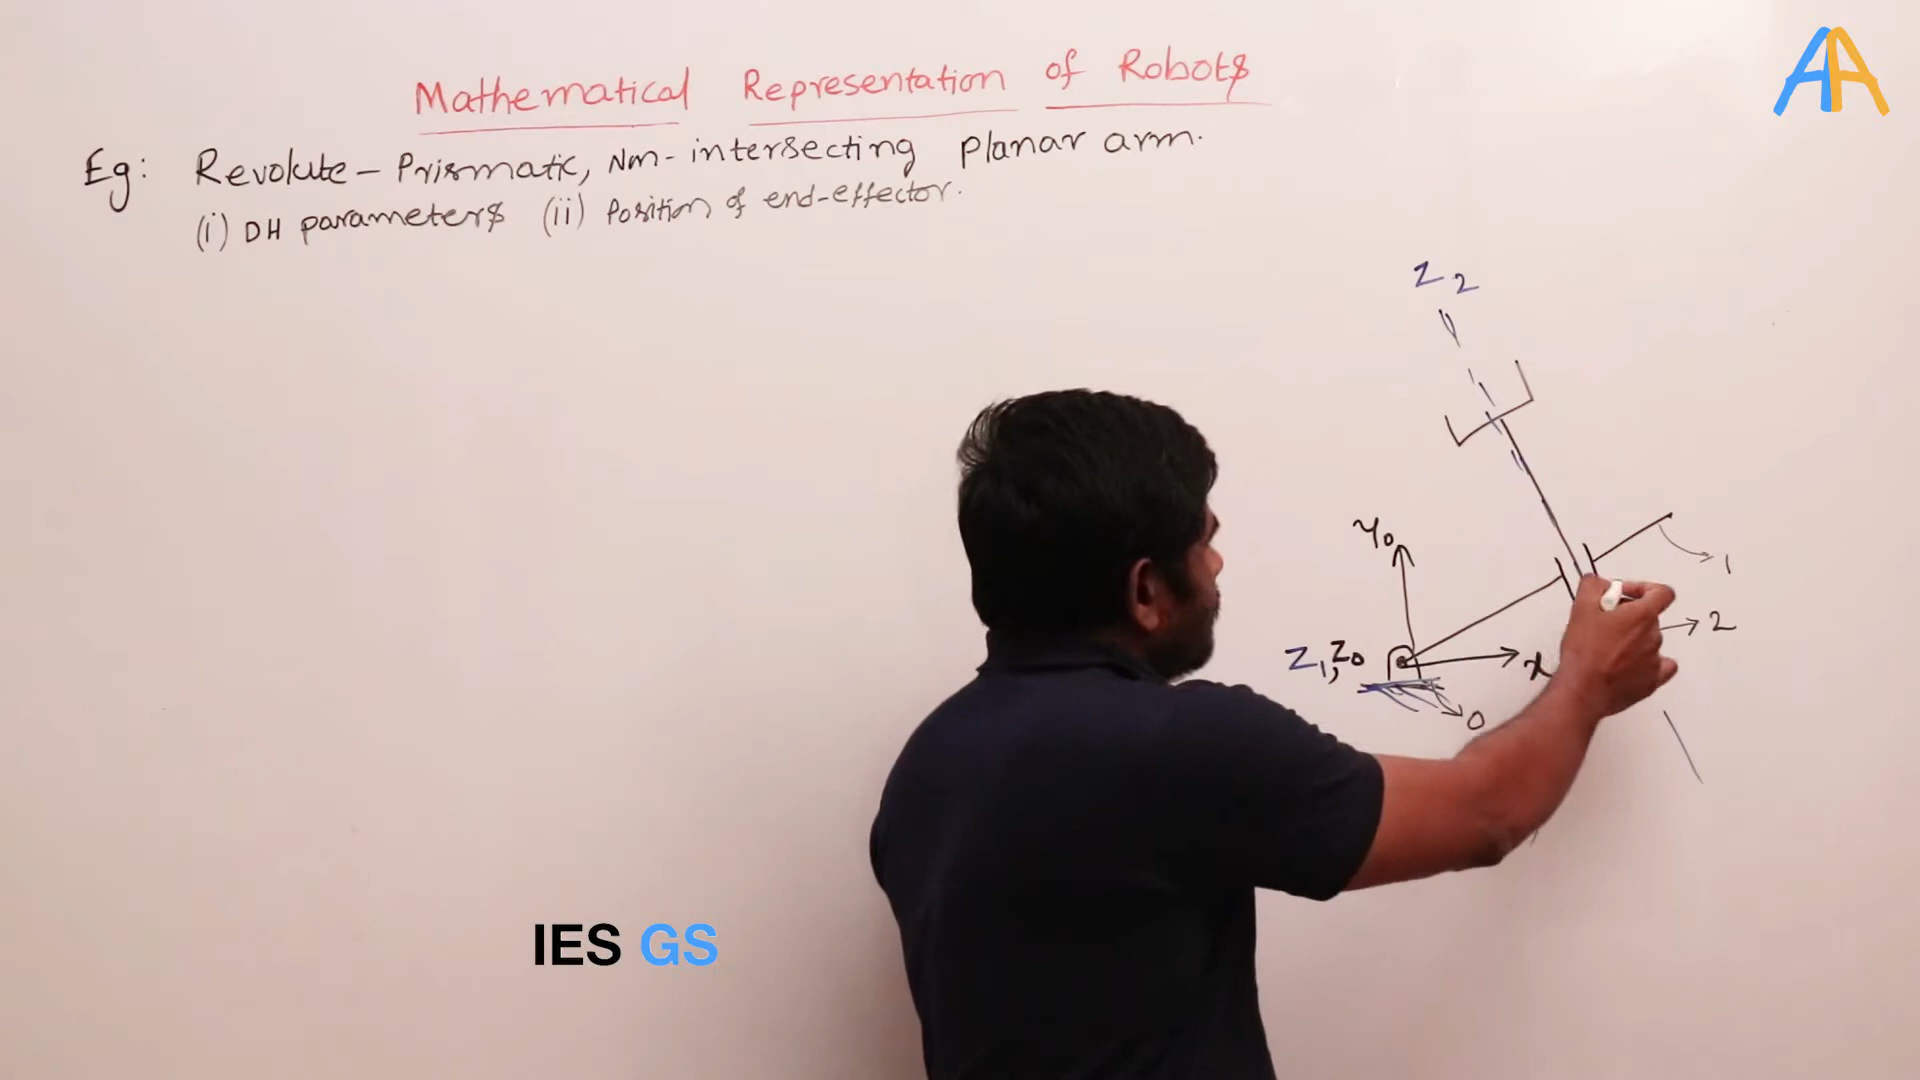 Mathematical Representation of Robots
Eg: Revolute - Prismatic, Non-intersecting planar arm.
(i) DH parameters (ii) Position of end-effector.
Z2
Y0
1
2
Z1, Z0
x
0
IES GS
AA